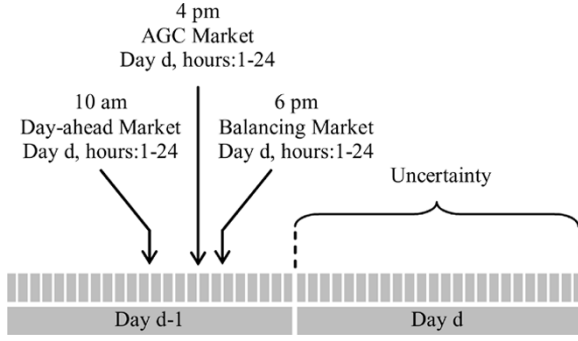 4 pm
AGC Market
Day d, hours:1-24
10 am
Day-ahead Market
Day d, hours:1-24
6 pm
Balancing Market
Day d, hours:1-24
Uncertainty
Day d-1
Day d